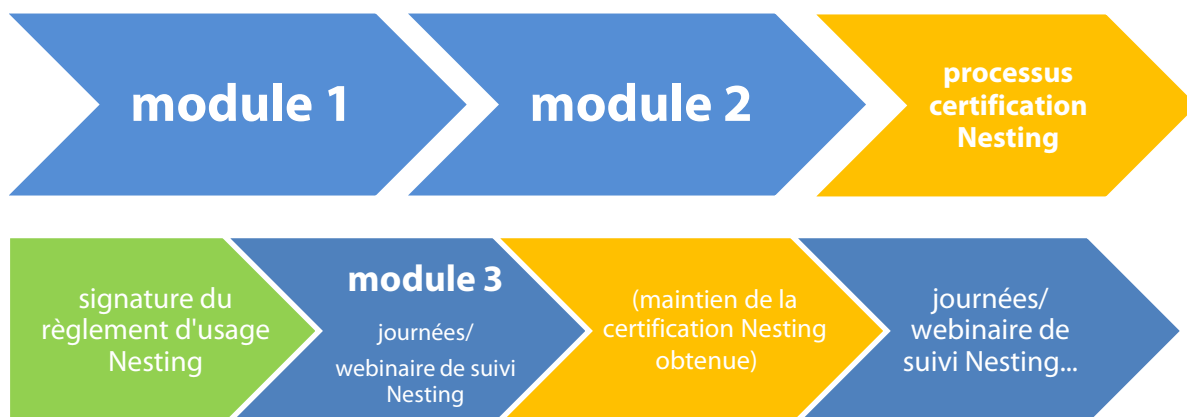 module 1
module 2
processus
certification
Nesting
signature du
règlement d'usage
Nesting
module 3
journées/
webinaire de suivi
Nesting
(maintien de la
certification Nesting
obtenue)
journées/
webinaire de
suivi Nesting...